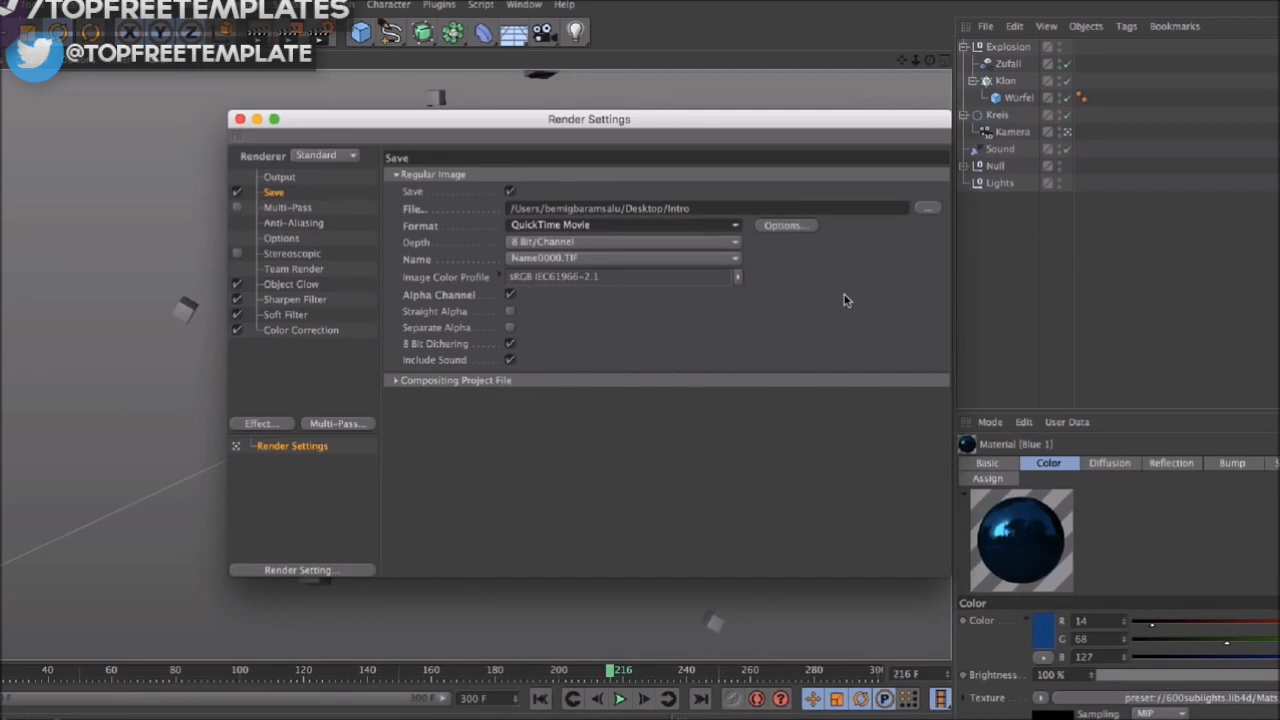 /TOPFREETEMPLATES
@TOPFREETEMPLATE
Character Plugins Script Window Help
File Edit View Objects Tags Bookmarks
Explosion
Zufall
Klon
Würfel
Kreis
Kamera
Sound
Null
Lights
Render Settings
Renderer Standard
Output
Save
Multi-Pass
Anti-Aliasing
Options
Stereoscopic
Team Render
Object Glow
Sharpen Filter
Soft Filter
Color Correction
Effect... Multi-Pass...
Render Settings
Render Setting...
Save
Regular Image
Save
File... /Users/bemigbaramsalu/Desktop/Intro ...
Format QuickTime Movie Options...
Depth 8 Bit/Channel
Name Name0000.TIF
Image Color Profile sRGB IEC61966-2.1
Alpha Channel
Straight Alpha
Separate Alpha
8 Bit Dithering
Include Sound
Compositing Project File
Mode Edit User Data
Material [Blue 1]
Basic Color Diffusion Reflection Bump
Assign
Color
Color R 14
G 68
B 127
Brightness 100 %
Texture preset://600sublights.lib4d/Mats
Sampling MIP
40 60 80 100 120 140 160 180 200 216 240 260 280 30 216 F
300 F 300 F